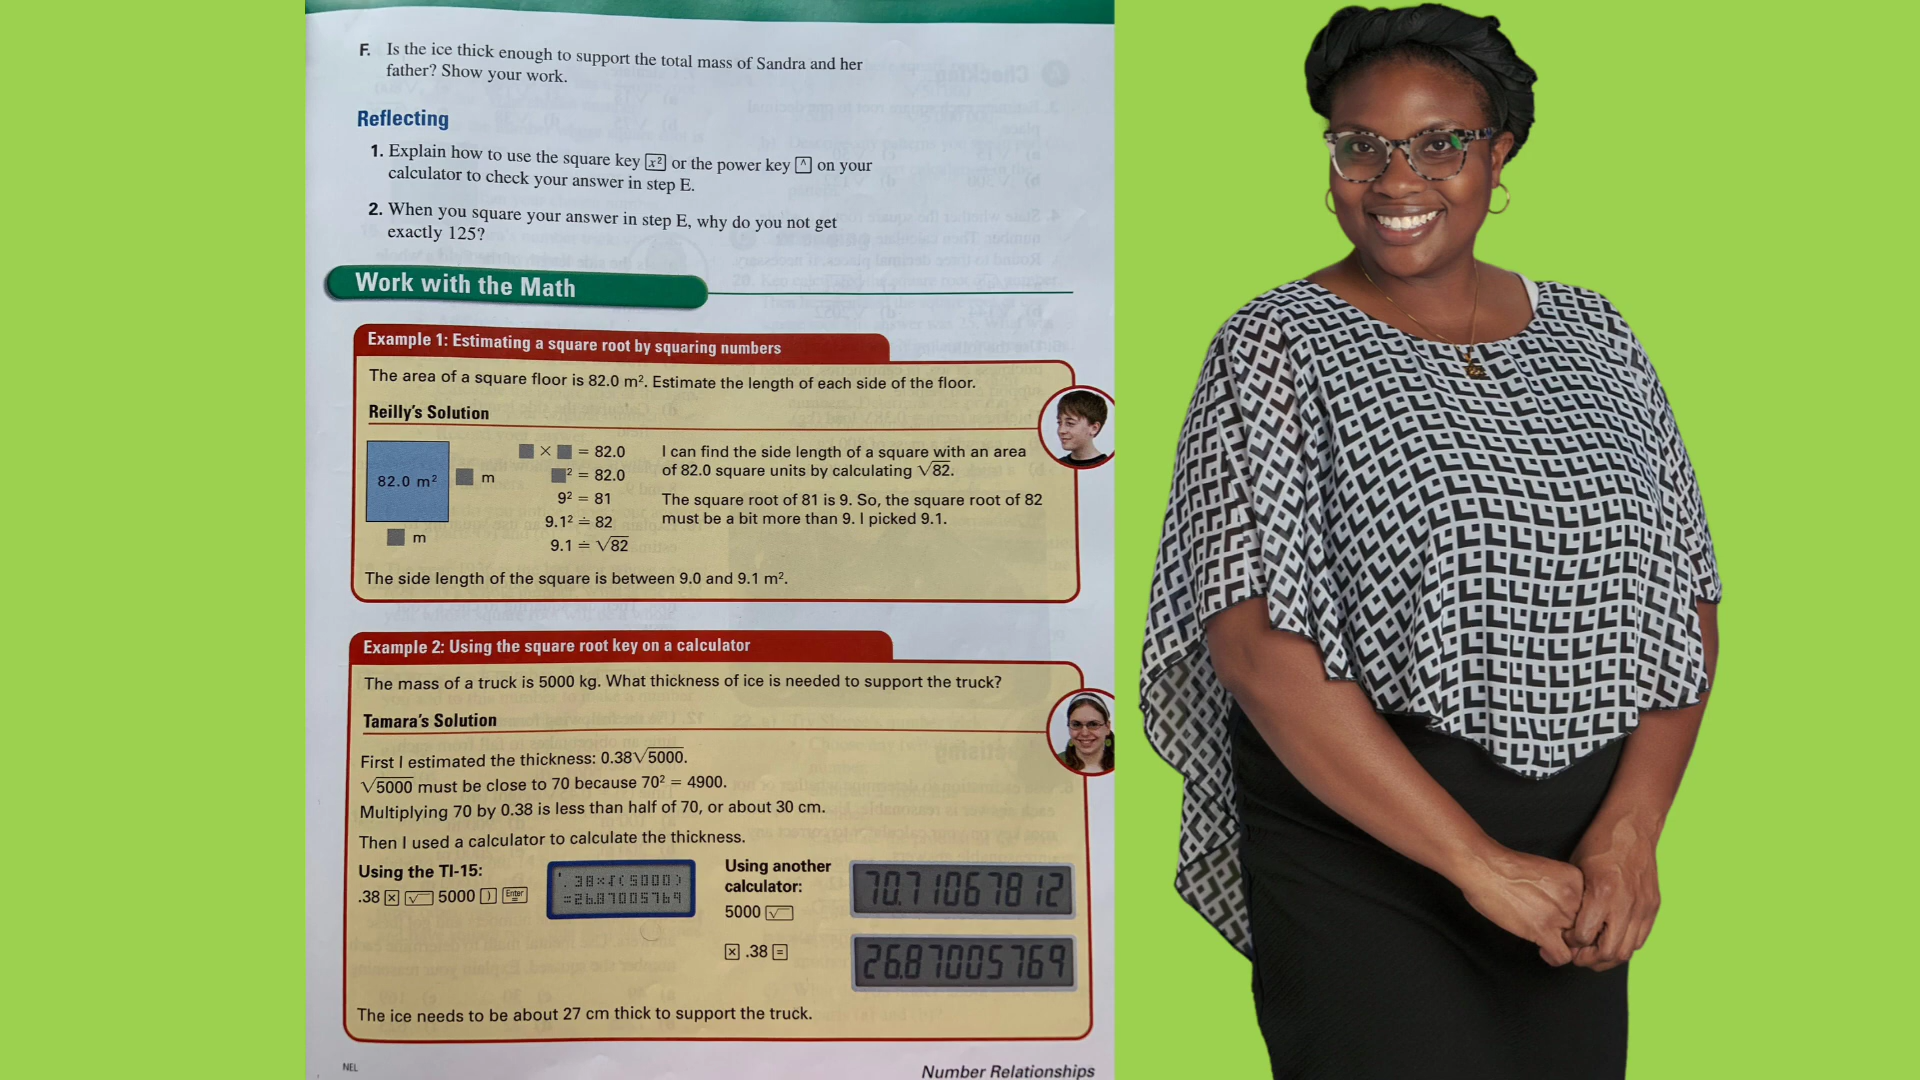 F. Is the ice thick enough to support the total mass of Sandra and her
father? Show your work.
Reflecting
1. Explain how to use the square key x² or the power key ^ on your
calculator to check your answer in step E.
2. When you square your answer in step E, why do you not get
exactly 125?
Work with the Math
Example 1: Estimating a square root by squaring numbers
The area of a square floor is 82.0 m². Estimate the length of each side of the floor.
Reilly's Solution
82.0 m²
■ m
■ m
■ × ■ = 82.0
■² = 82.0
9² = 81
9.1² ≐ 82
9.1 ≐ √82
I can find the side length of a square with an area
of 82.0 square units by calculating √82.
The square root of 81 is 9. So, the square root of 82
must be a bit more than 9. I picked 9.1.
The side length of the square is between 9.0 and 9.1 m².
Example 2: Using the square root key on a calculator
The mass of a truck is 5000 kg. What thickness of ice is needed to support the truck?
Tamara's Solution
First I estimated the thickness: 0.38√5000.
√5000 must be close to 70 because 70² = 4900.
Multiplying 70 by 0.38 is less than half of 70, or about 30 cm.
Then I used a calculator to calculate the thickness.
Using the TI-15:
.38 × √ 5000 ) Enter =
.38×√(5000)
=26.87005769
Using another
calculator:
5000 √
70.71067812
× .38 =
26.87005769
The ice needs to be about 27 cm thick to support the truck.
NEL
Number Relationships